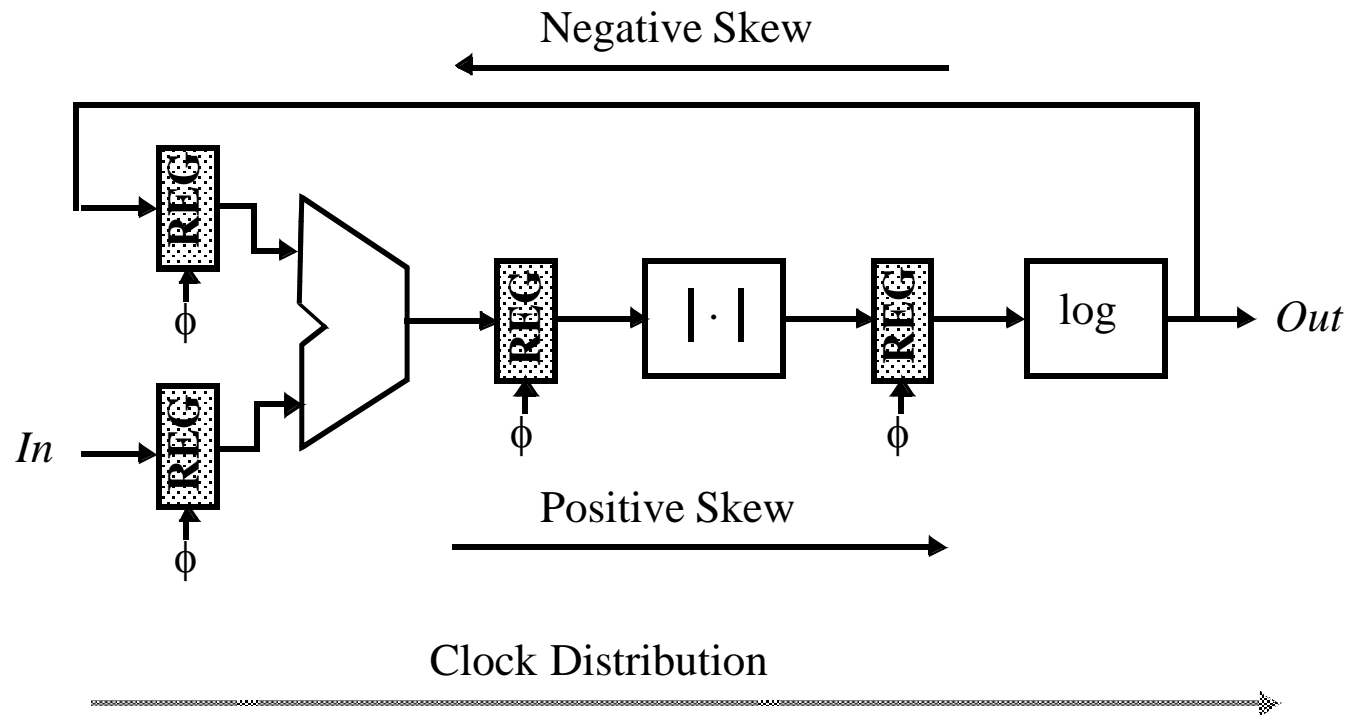 Negative Skew
REG
ϕ
REG
| · |
REG
log
Out
ϕ
ϕ
In
REG
ϕ
Positive Skew
Clock Distribution